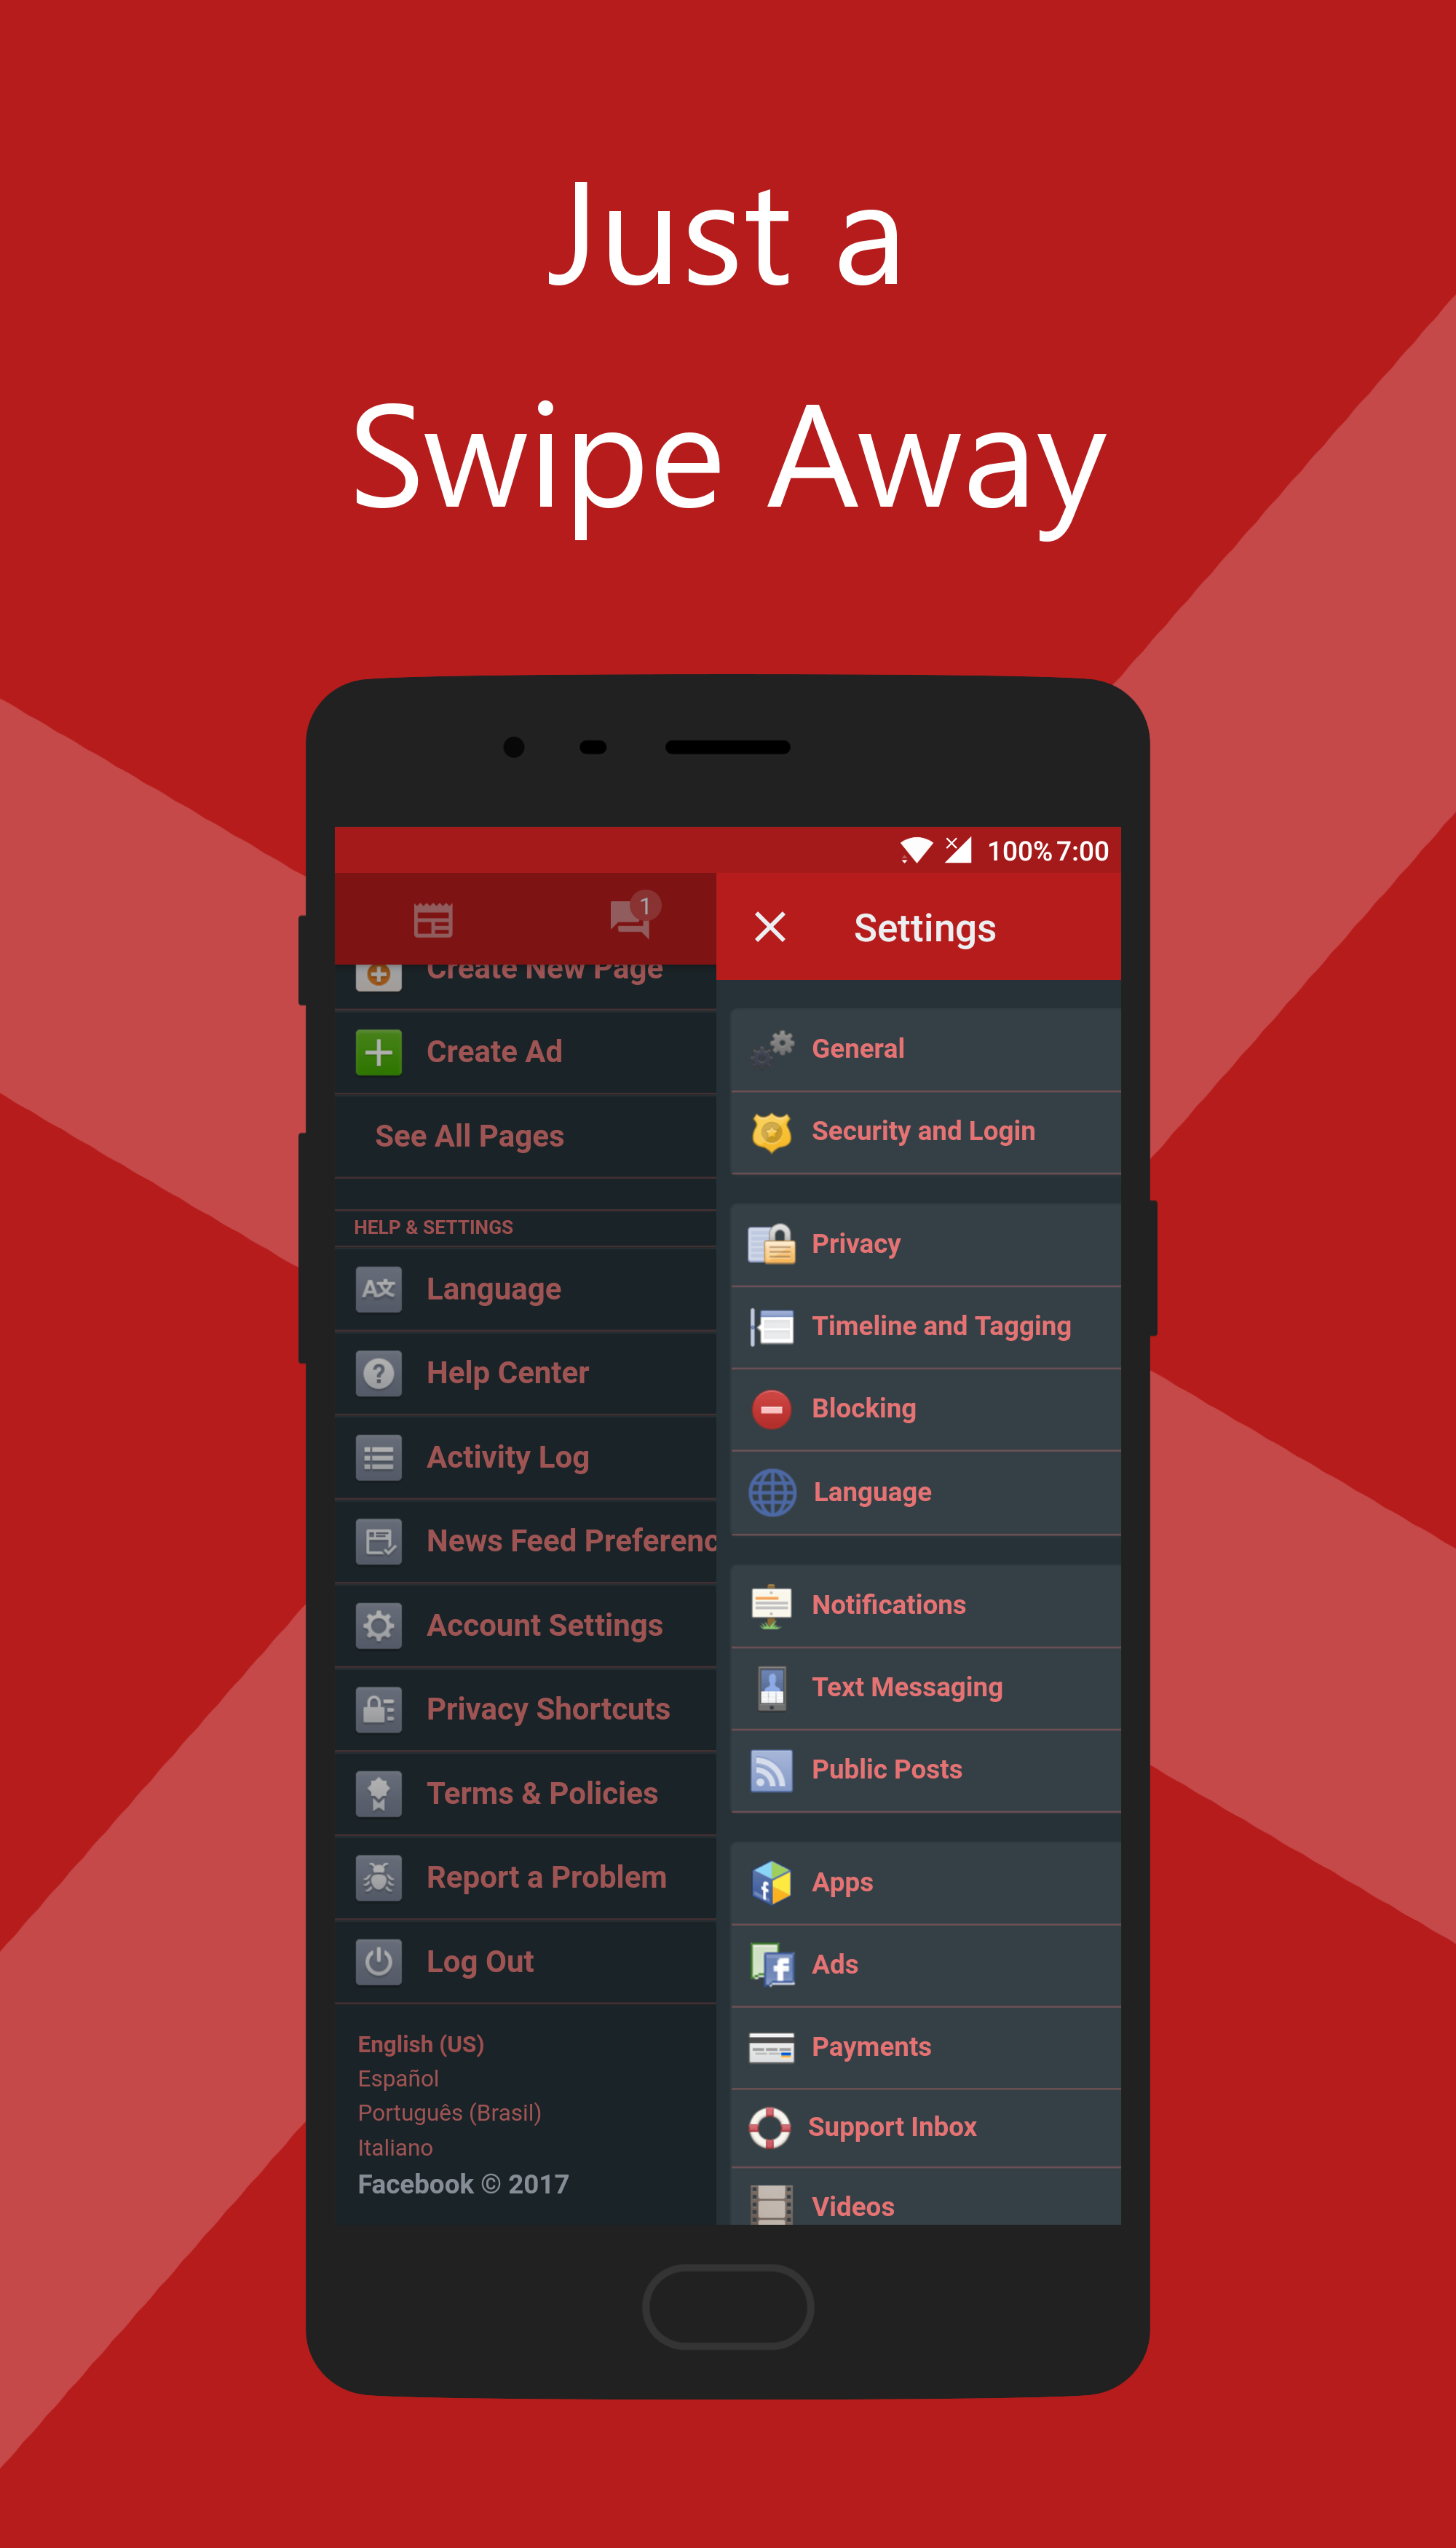 Just a
Swipe Away
100% 7:00
1
Settings
Create New Page
Create Ad
See All Pages
HELP & SETTINGS
Language
Help Center
Activity Log
News Feed Preferenc
Account Settings
Privacy Shortcuts
Terms & Policies
Report a Problem
Log Out
English (US)
Español
Português (Brasil)
Italiano
Facebook © 2017
General
Security and Login
Privacy
Timeline and Tagging
Blocking
Language
Notifications
Text Messaging
Public Posts
Apps
Ads
Payments
Support Inbox
Videos